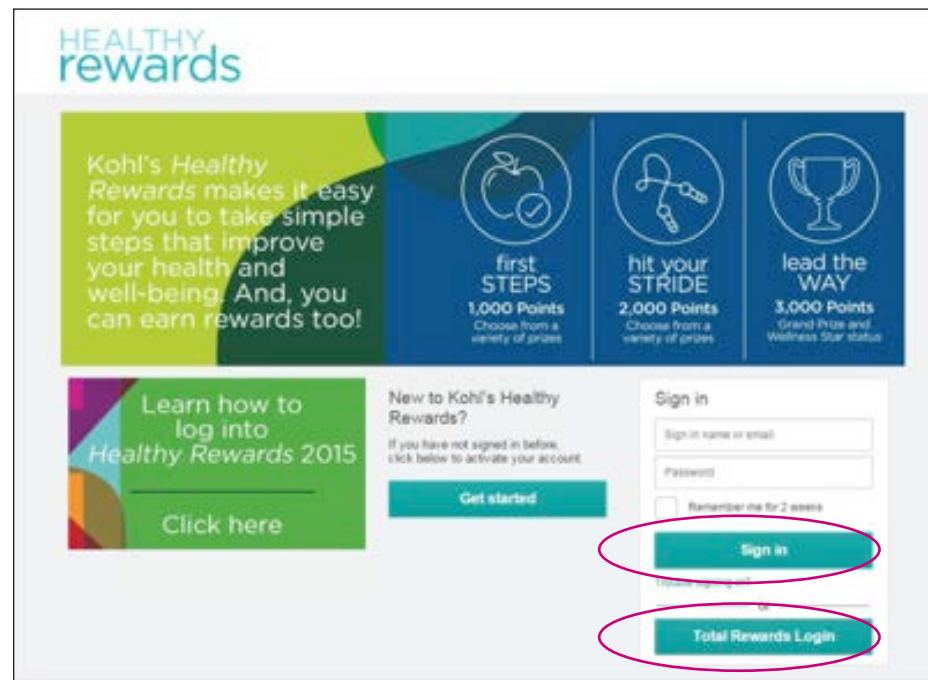 HEALTHY
rewards
Kohl's Healthy
Rewards makes it easy
for you to take simple
steps that improve
your health and
well-being. And, you
can earn rewards too!
first
STEPS
1,000 Points
Choose from a
variety of prizes
hit your
STRIDE
2,000 Points
Choose from a
variety of prizes
lead the
WAY
3,000 Points
Grand Prize and
Wellness Star status
Learn how to
log into
Healthy Rewards 2015
Click here
New to Kohl's Healthy
Rewards?
If you have not signed in before,
click below to activate your account
Get started
Sign in
Sign in name or email
Password
Remember me for 2 weeks
Sign in
Trouble signing in?
or
Total Rewards Login